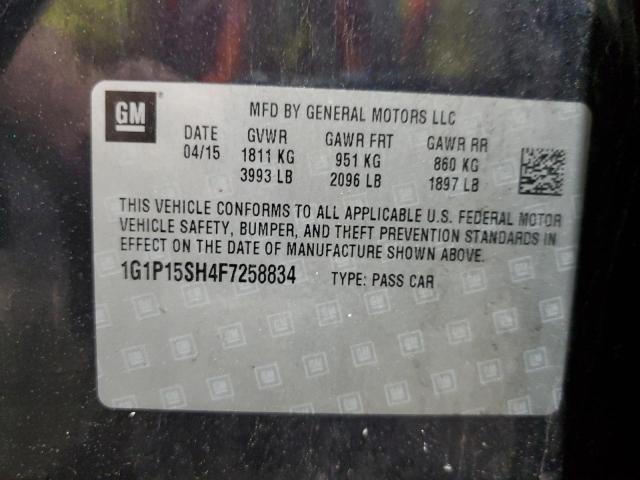 GM
MFD BY GENERAL MOTORS LLC
DATE GVWR GAWR FRT GAWR RR
04/15 1811 KG 951 KG 860 KG
3993 LB 2096 LB 1897 LB
THIS VEHICLE CONFORMS TO ALL APPLICABLE U.S. FEDERAL MOTOR
VEHICLE SAFETY, BUMPER, AND THEFT PREVENTION STANDARDS IN
EFFECT ON THE DATE OF MANUFACTURE SHOWN ABOVE.
1G1P15SH4F7258834 TYPE: PASS CAR